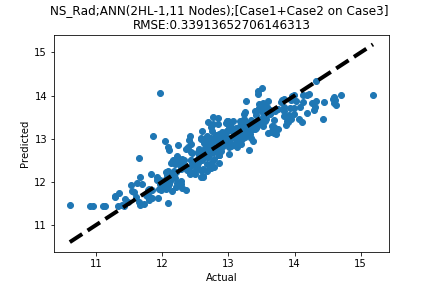 NS_Rad;ANN(2HL-1,11 Nodes);[Case1+Case2 on Case3]
RMSE:0.33913652706146313
15
14
13
12
11
Predicted
11
12
13
14
15
Actual